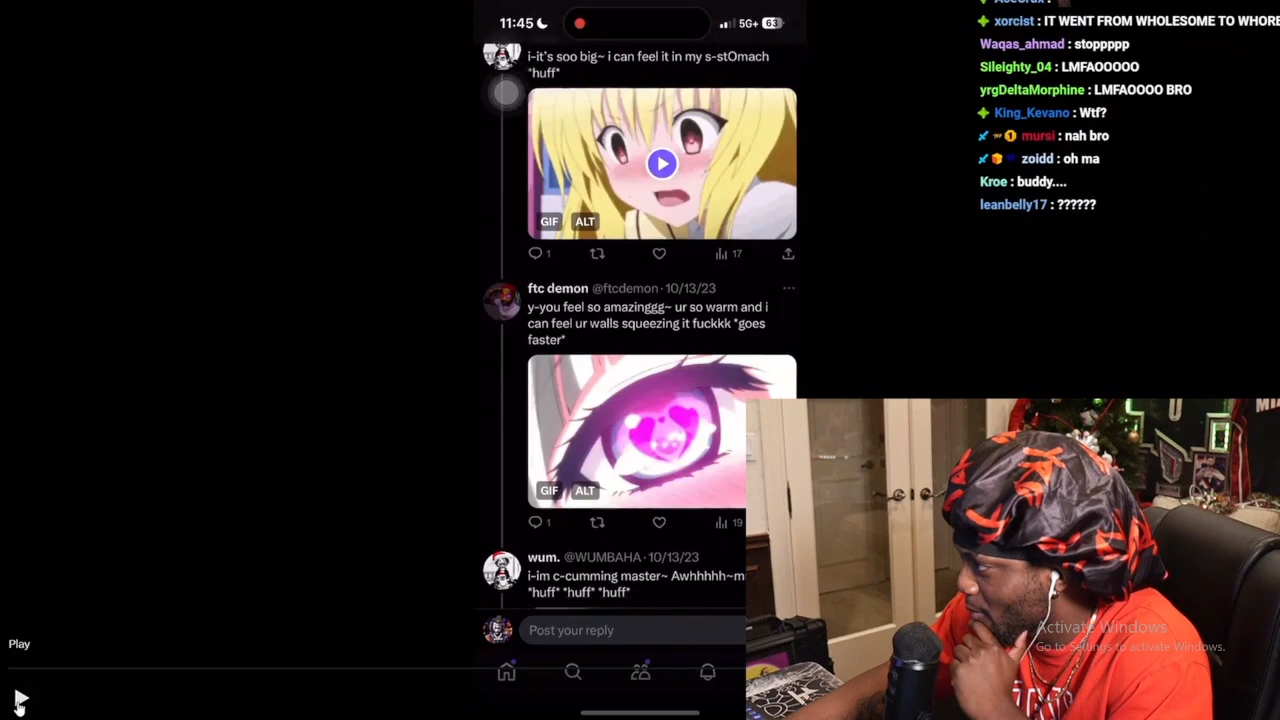 11:45
5G+ 63
i-it's soo big~ i can feel it in my s-stOmach
*huff*
GIF ALT
1
17
ftc demon @ftcdemon · 10/13/23
y-you feel so amazinggg~ ur so warm and i
can feel ur walls squeezing it fuckkk *goes
faster*
GIF ALT
1
19
wum. @WUMBAHA · 10/13/23
i-im c-cumming master~ Awhhhhh~m
*huff* *huff* *huff*
Post your reply
xorcist : IT WENT FROM WHOLESOME TO WHORE
Waqas_ahmad : stoppppp
Sileighty_04 : LMFAOOOOO
yrgDeltaMorphine : LMFAOOOO BRO
King_Kevano : Wtf?
mursi : nah bro
zoidd : oh ma
Kroe : buddy....
leanbelly17 : ??????
Play
U
Activate Windows
Go to Settings to activate Windows.